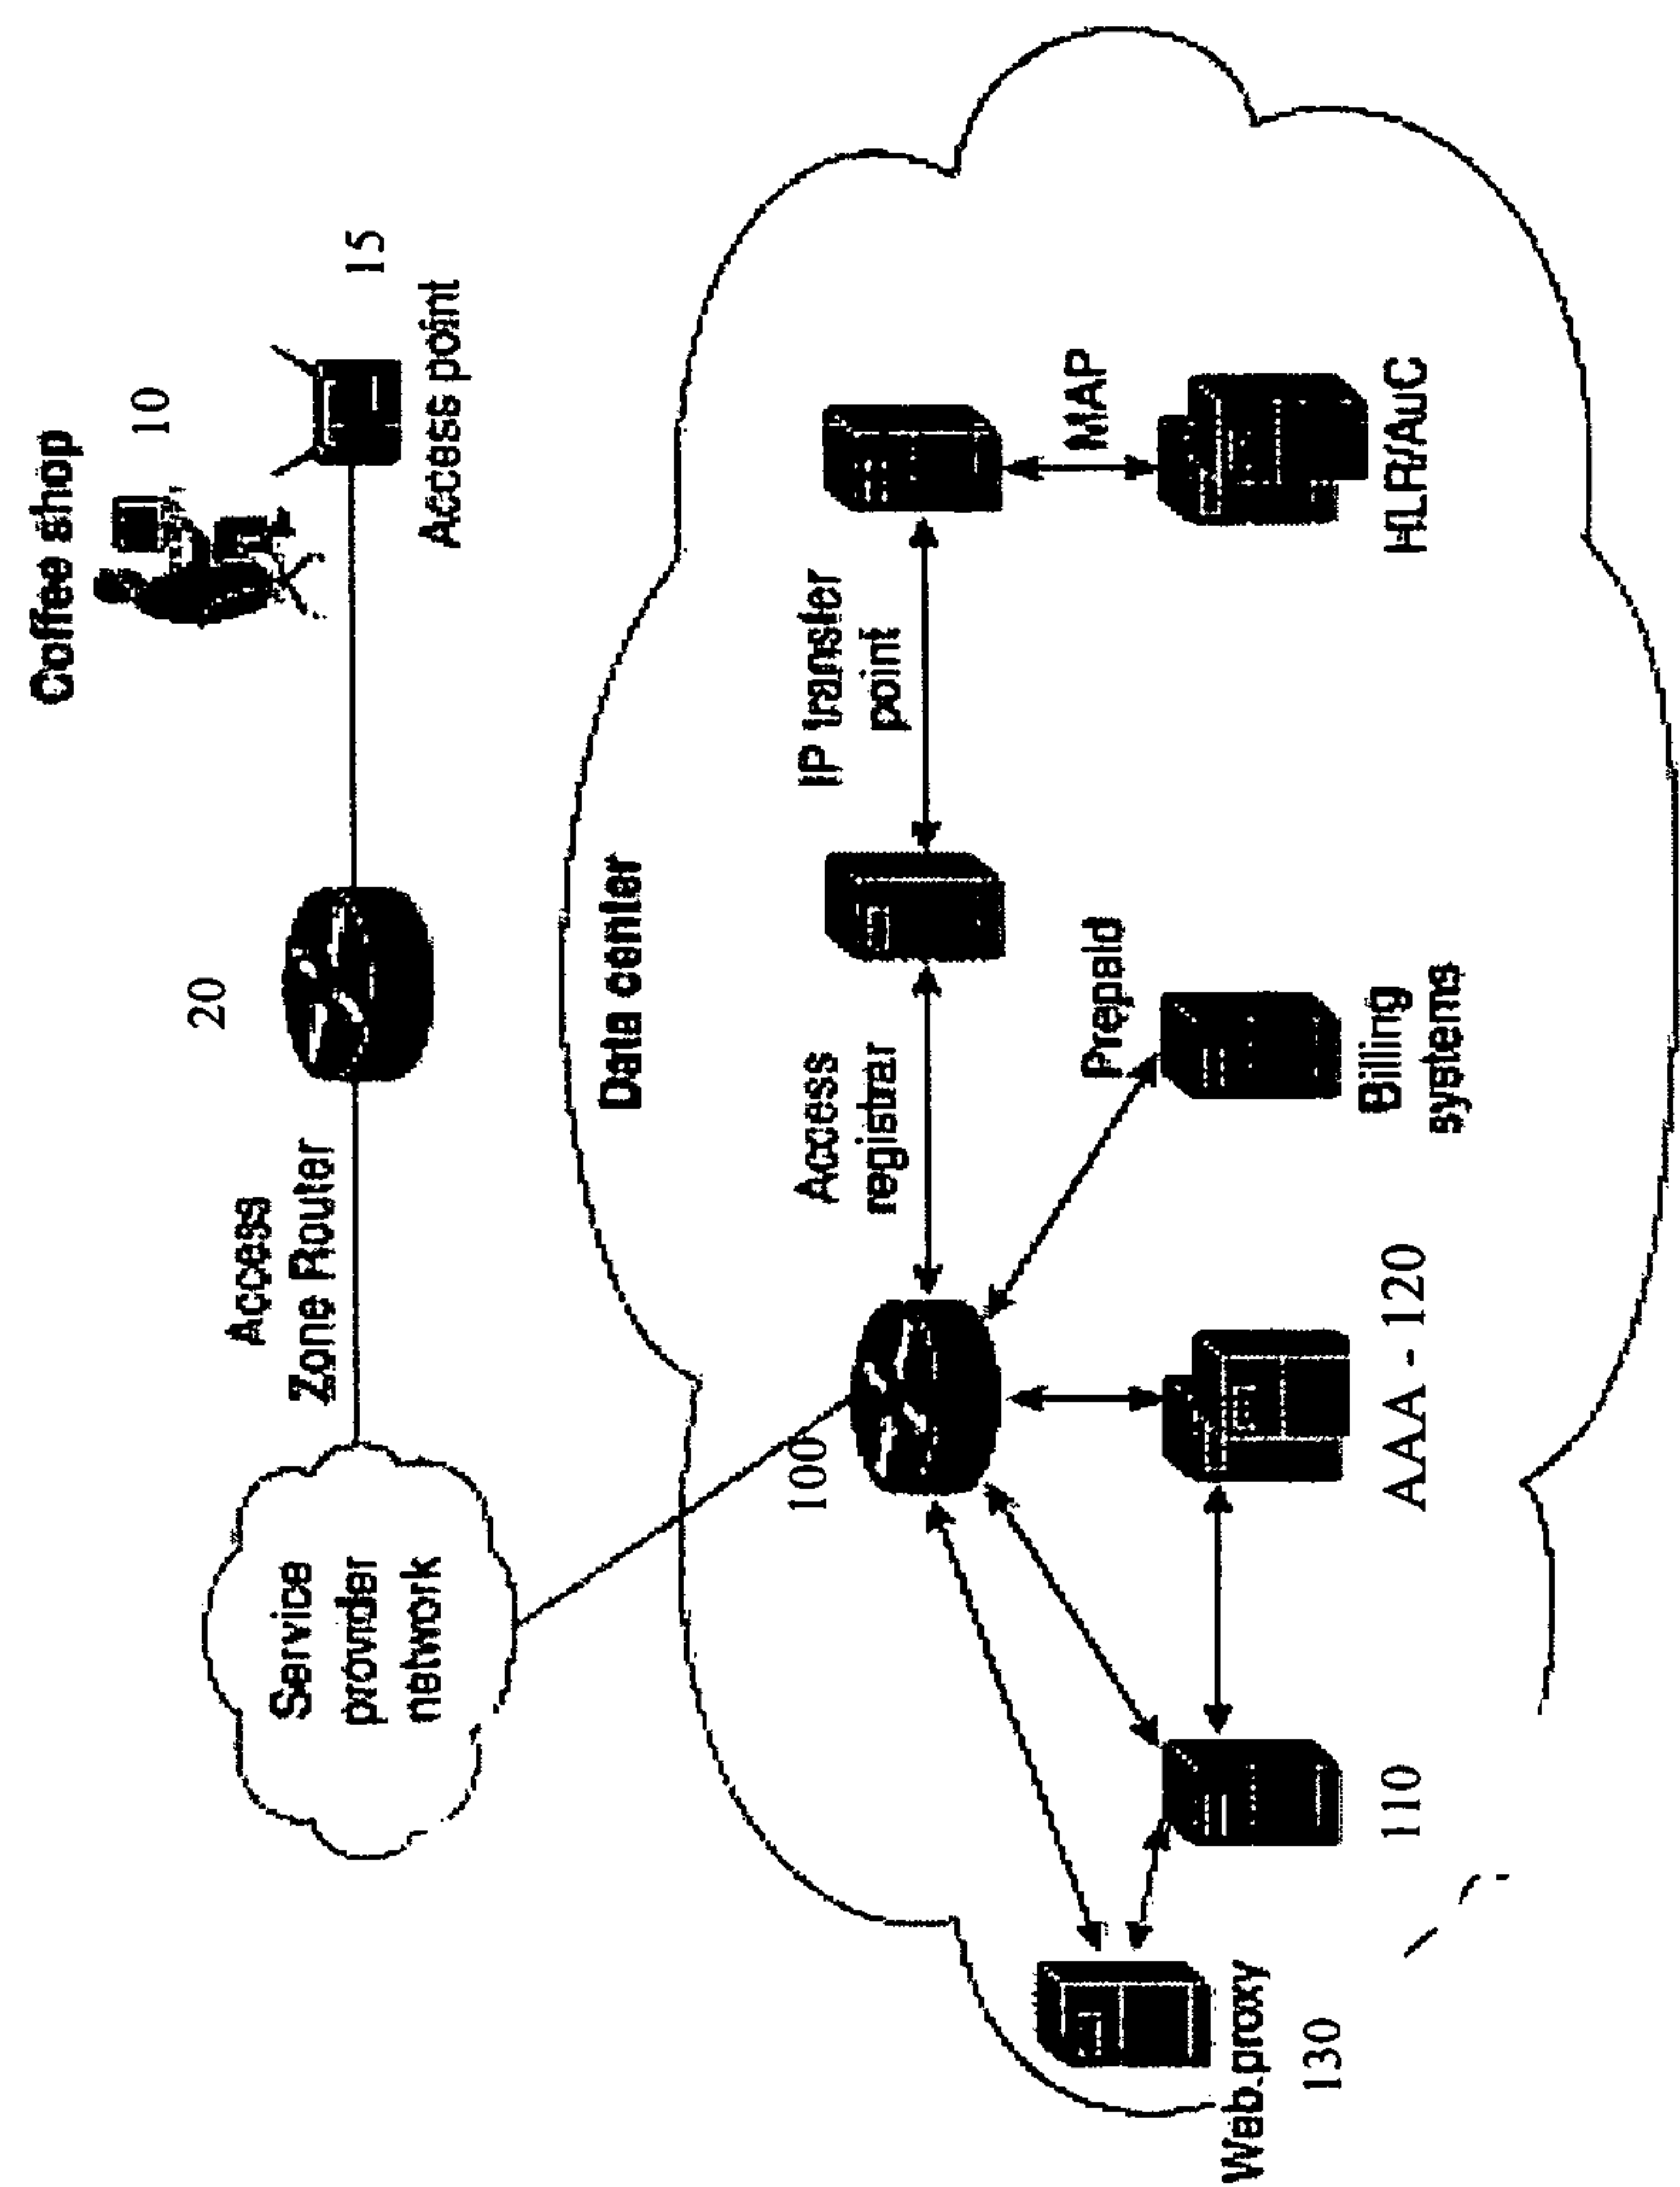 Coffee shop
10
15
Access point
20
Access
Zone Router
Service
provider
network
Data center
IP transfer
point
MAP
HLR/AuC
Access
registrar
Prepaid
Billing
systems
100
AAA - 120
110
Web.proxy
130